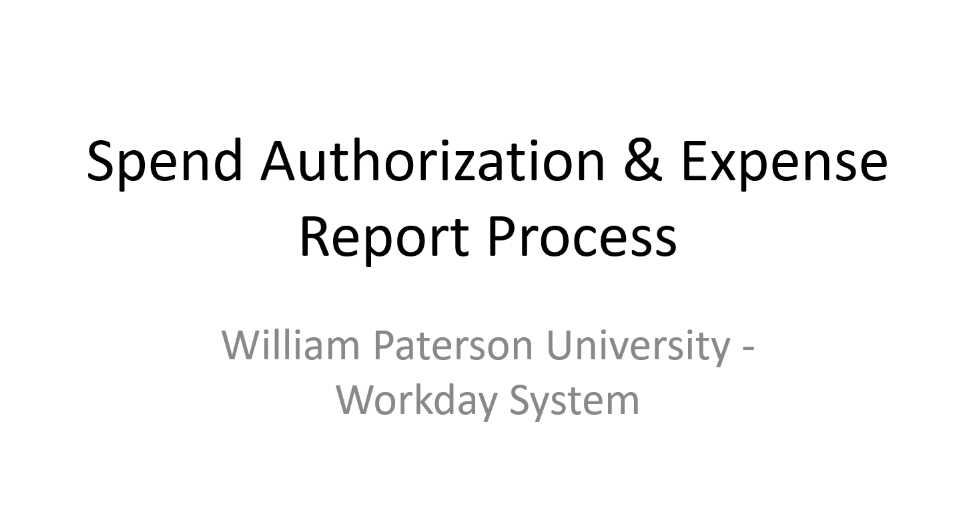 Spend Authorization & Expense
Report Process
William Paterson University -
Workday System